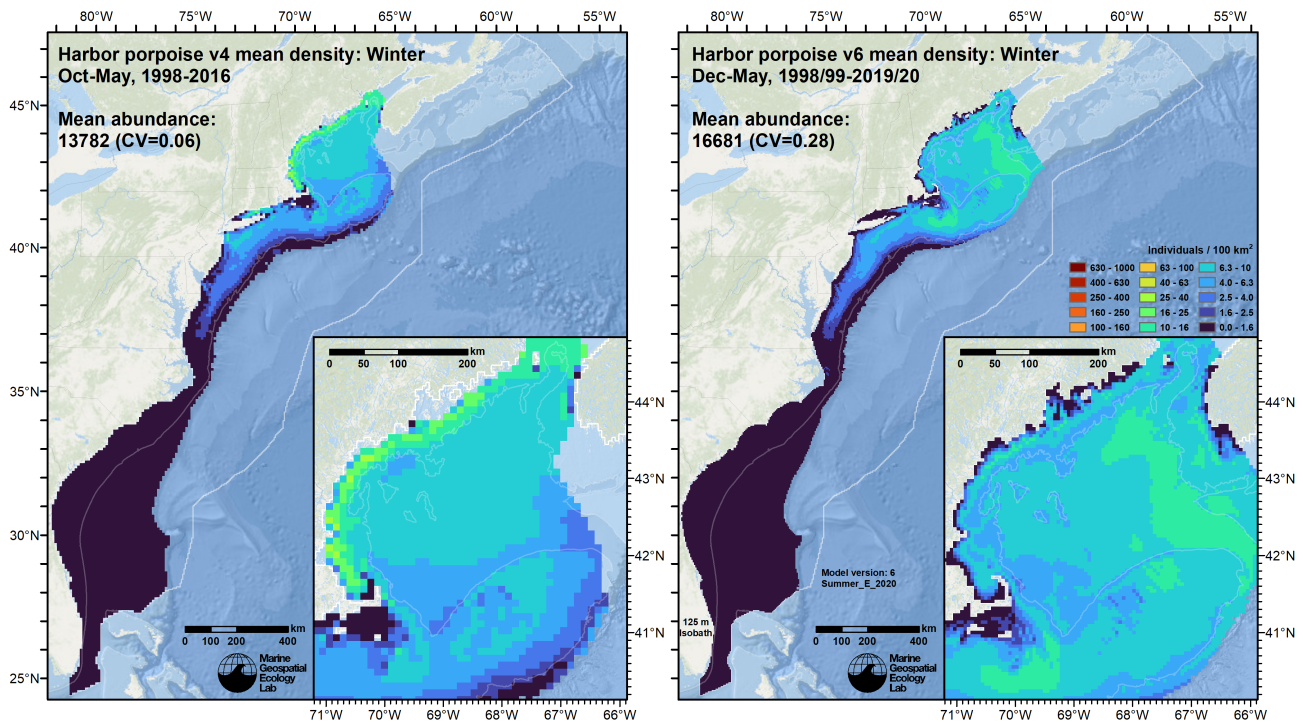 80°W 75°W 70°W 65°W 60°W 55°W
Harbor porpoise v4 mean density: Winter
Oct-May, 1998-2016
Mean abundance:
13782 (CV=0.06)
45°N
40°N
35°N
30°N
25°N
km
0 50 100 200
44°N
43°N
42°N
41°N
km
0 100 200 400
Marine
Geospatial
Ecology
Lab
71°W 70°W 69°W 68°W 67°W 66°W
80°W 75°W 70°W 65°W 60°W 55°W
Harbor porpoise v6 mean density: Winter
Dec-May, 1998/99-2019/20
Mean abundance:
16681 (CV=0.28)
45°N
40°N
35°N
30°N
25°N
Individuals / 100 km²
630 - 1000 63 - 100 6.3 - 10
400 - 630 40 - 63 4.0 - 6.3
250 - 400 25 - 40 2.5 - 4.0
160 - 250 16 - 25 1.6 - 2.5
100 - 160 10 - 16 0.0 - 1.6
km
0 50 100 200
44°N
43°N
42°N
41°N
Model version: 6
Summer_E_2020
125 m
Isobath
km
0 100 200 400
Marine
Geospatial
Ecology
Lab
71°W 70°W 69°W 68°W 67°W 66°W